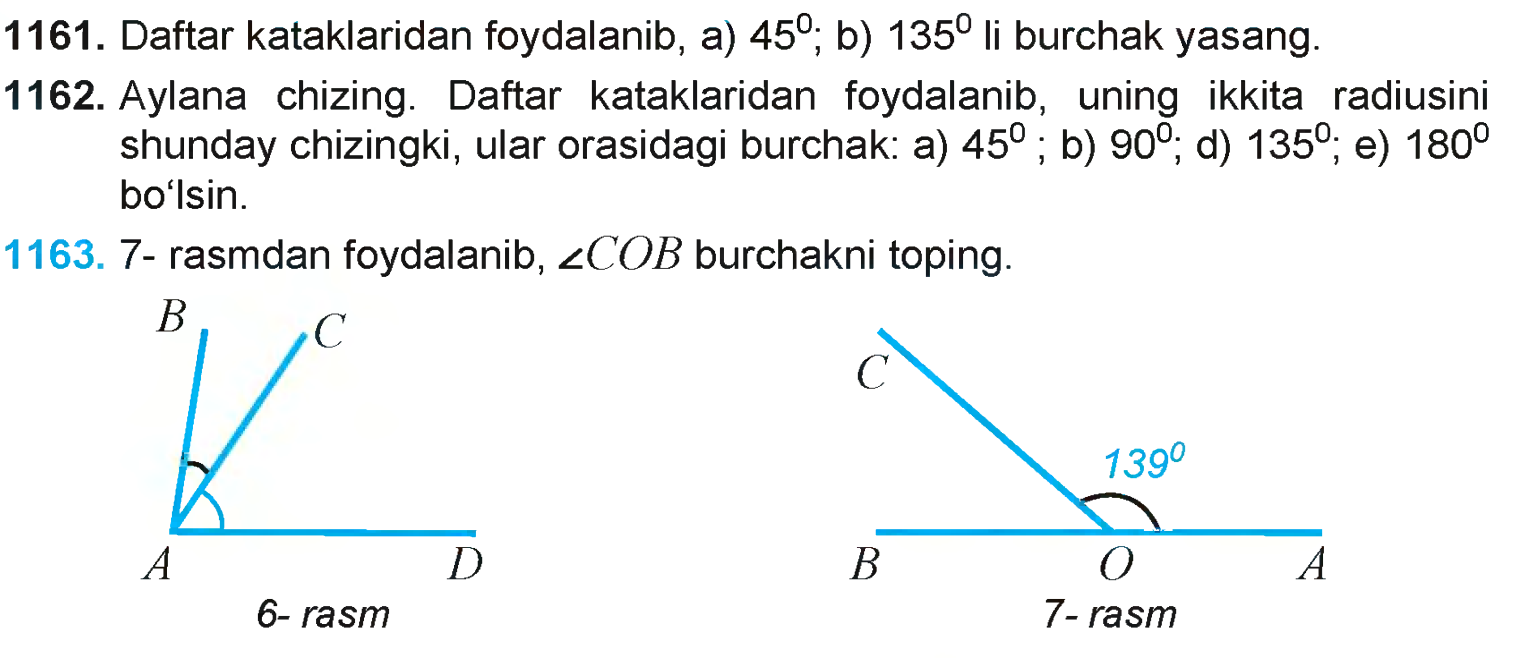 1161. Daftar kataklaridan foydalanib, a) 45⁰; b) 135⁰ li burchak yasang.
1162. Aylana chizing. Daftar kataklaridan foydalanib, uning ikkita radiusini
shunday chizingki, ular orasidagi burchak: a) 45⁰ ; b) 90⁰; d) 135⁰; e) 180⁰
bo‘lsin.
1163. 7- rasmdan foydalanib, ∠COB burchakni toping.
B
C
A
D
6- rasm
C
139⁰
B
O
A
7- rasm